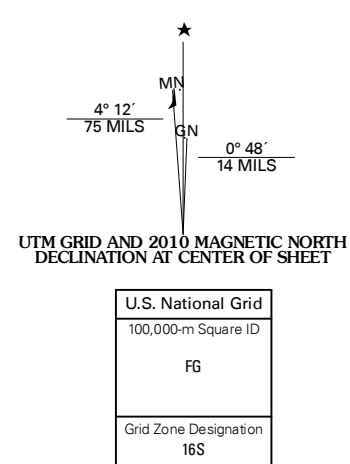 MN
4° 12´
75 MILS
GN
0° 48´
14 MILS
UTM GRID AND 2010 MAGNETIC NORTH
DECLINATION AT CENTER OF SHEET
U.S. National Grid
100,000-m Square ID
FG
Grid Zone Designation
16S